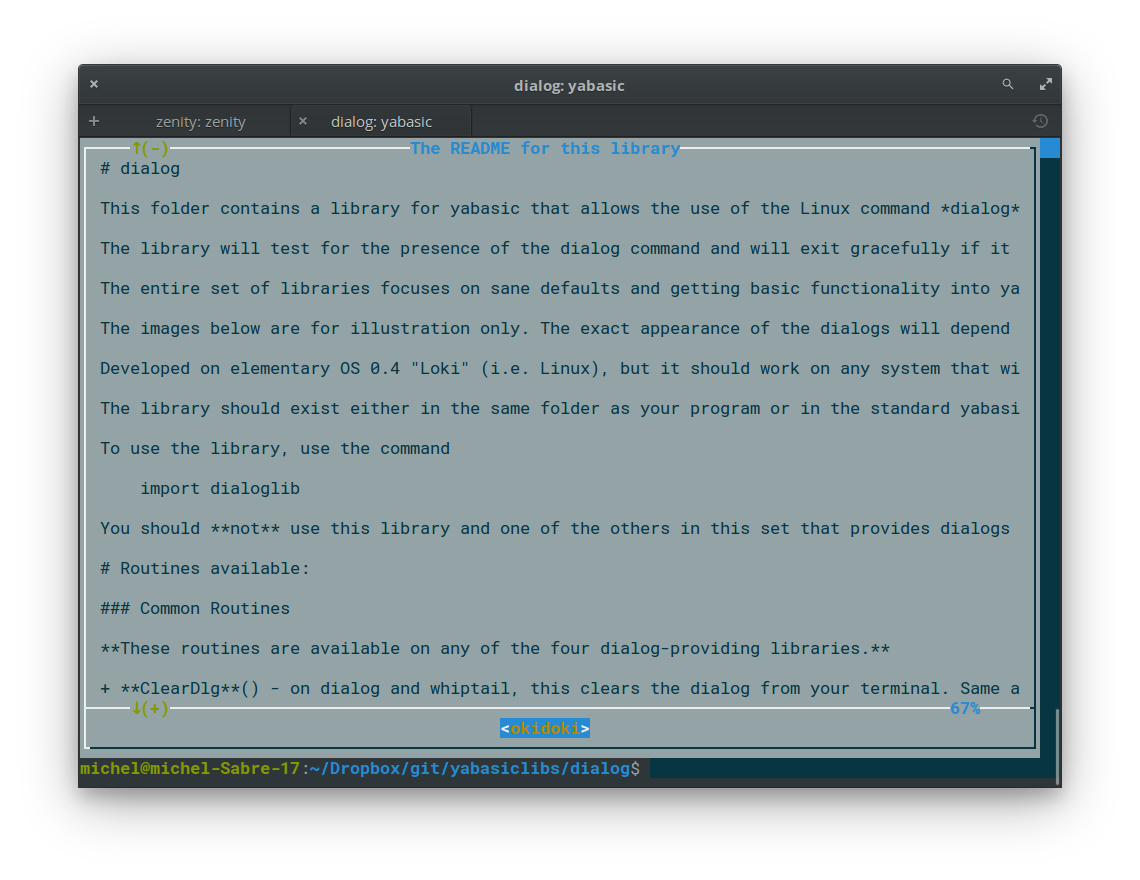 dialog: yabasic
zenity: zenity
dialog: yabasic
↑(-) The README for this library
# dialog
This folder contains a library for yabasic that allows the use of the Linux command *dialog*
The library will test for the presence of the dialog command and will exit gracefully if it
The entire set of libraries focuses on sane defaults and getting basic functionality into ya
The images below are for illustration only. The exact appearance of the dialogs will depend
Developed on elementary OS 0.4 "Loki" (i.e. Linux), but it should work on any system that wi
The library should exist either in the same folder as your program or in the standard yabasi
To use the library, use the command
    import dialoglib
You should **not** use this library and one of the others in this set that provides dialogs
# Routines available:
### Common Routines
**These routines are available on any of the four dialog-providing libraries.**
+ **ClearDlg**() - on dialog and whiptail, this clears the dialog from your terminal. Same a
↓(+) 67%
<okidoki>
michel@michel-Sabre-17:~/Dropbox/git/yabasiclibs/dialog$